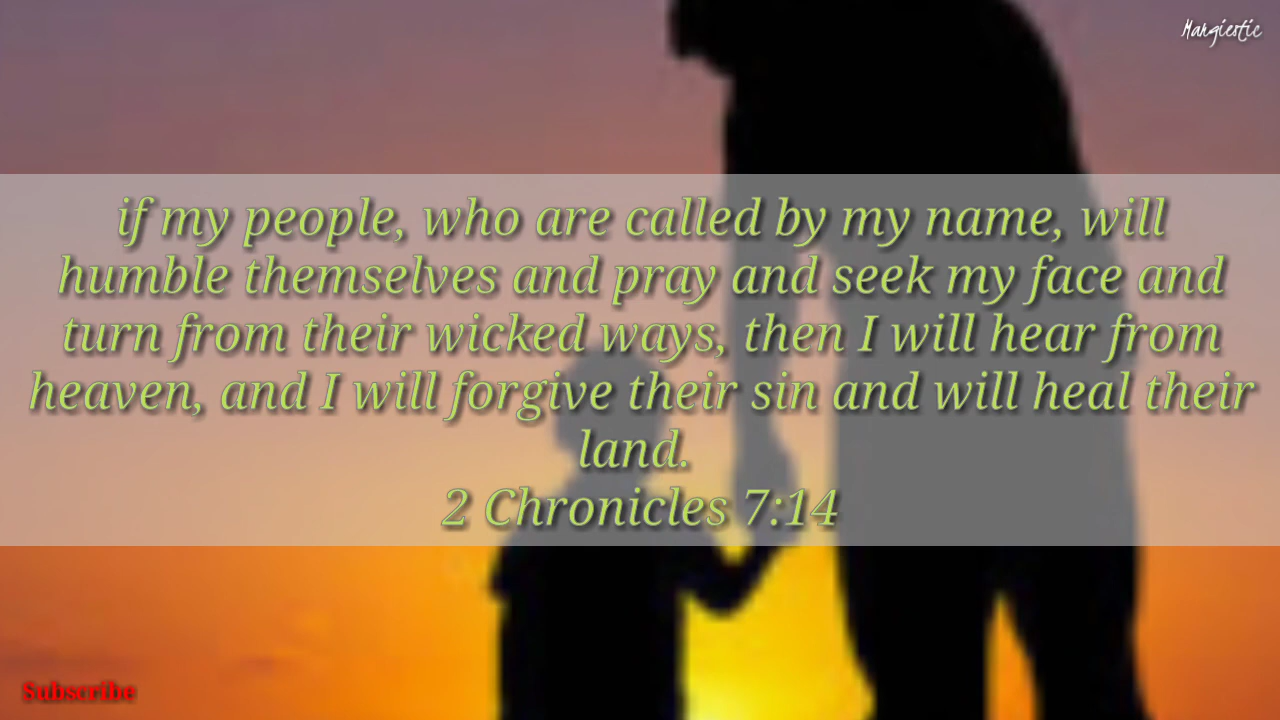 Margiestic
if my people, who are called by my name, will
humble themselves and pray and seek my face and
turn from their wicked ways, then I will hear from
heaven, and I will forgive their sin and will heal their
land.
2 Chronicles 7:14
Subscribe